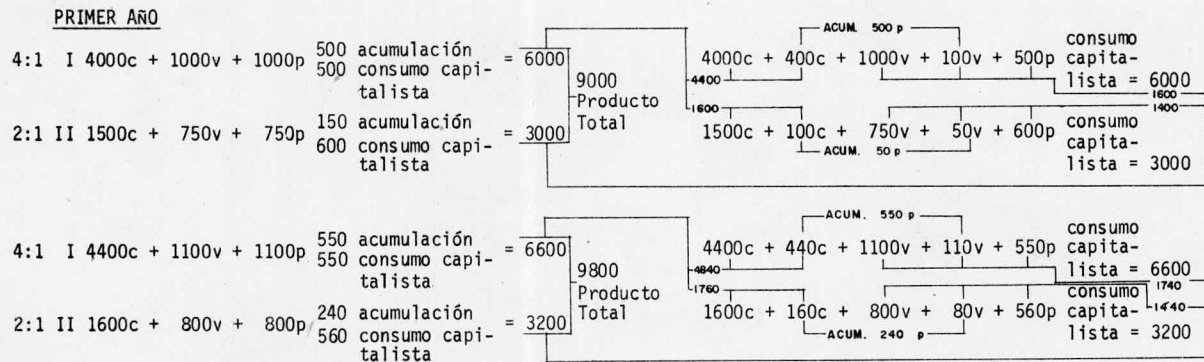 PRIMER AÑO
4:1 I 4000c + 1000v + 1000p
500 acumulación
500 consumo capi-
talista
= 6000
2:1 II 1500c + 750v + 750p
150 acumulación
600 consumo capi-
talista
= 3000
9000
Producto
Total
ACUM. 500 p
4400
4000c + 400c + 1000v + 100v + 500p
consumo
capita-
lista = 6000
1600
1600
1400
1500c + 100c + 750v + 50v + 600p
ACUM. 50 p
consumo
capita-
lista = 3000
4:1 I 4400c + 1100v + 1100p
550 acumulación
550 consumo capi-
talista
= 6600
2:1 II 1600c + 800v + 800p
240 acumulación
560 consumo capi-
talista
= 3200
9800
Producto
Total
ACUM. 550 p
4840
4400c + 440c + 1100v + 110v + 550p
consumo
capita-
lista = 6600
1740
1760
1440
1600c + 160c + 800v + 80v + 560p
ACUM. 240 p
consumo
capita-
lista = 3200